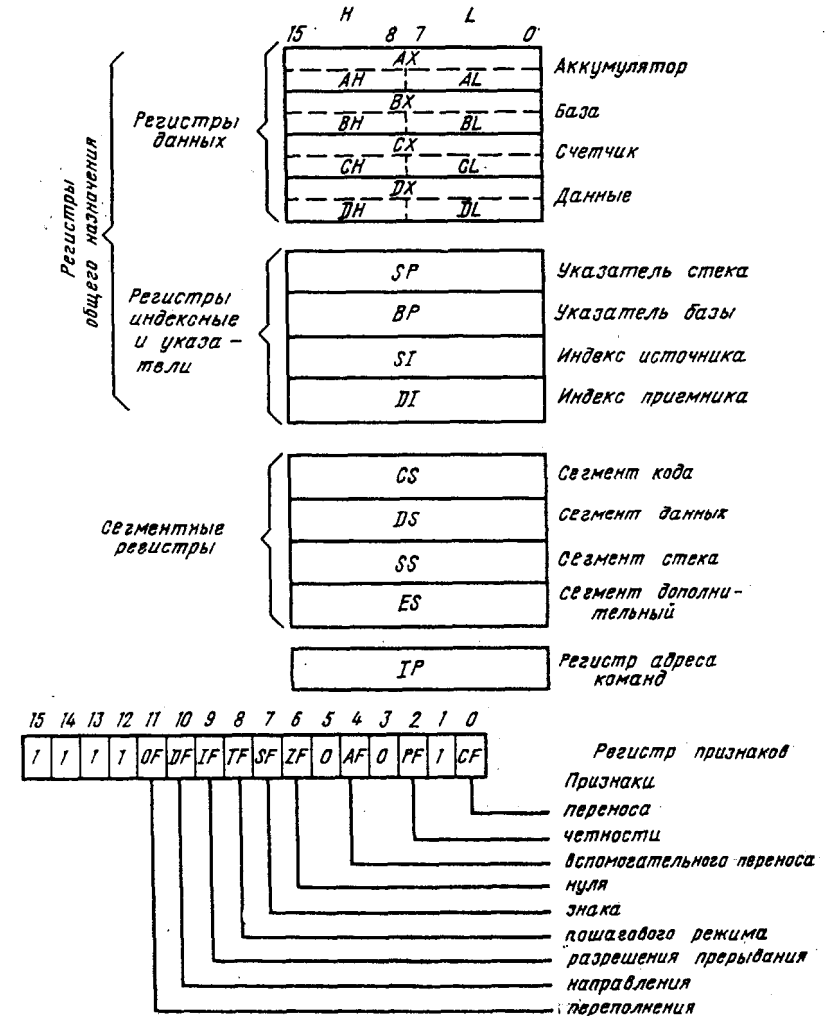 H L
15 8 7 0
AX
AH AL
Аккумулятор
BX
BH BL
База
CX
CH CL
Счетчик
DX
DH DL
Данные
Регистры
данных
Регистры
общего назначения
SP
Указатель стека
BP
Указатель базы
SI
Индекс источника
DI
Индекс приемника
Регистры
индексные
и указа-
тели
CS
Сегмент кода
DS
Сегмент данных
SS
Сегмент стека
ES
Сегмент дополни-
тельный
Сегментные
регистры
IP
Регистр адреса
команд
15 14 13 12 11 10 9 8 7 6 5 4 3 2 1 0
1 1 1 1 OF DF IF TF SF ZF 0 AF 0 PF 1 CF
Регистр признаков
Признаки
переноса
четности
вспомогательного переноса
нуля
знака
пошагового режима
разрешения прерывания
направления
переполнения